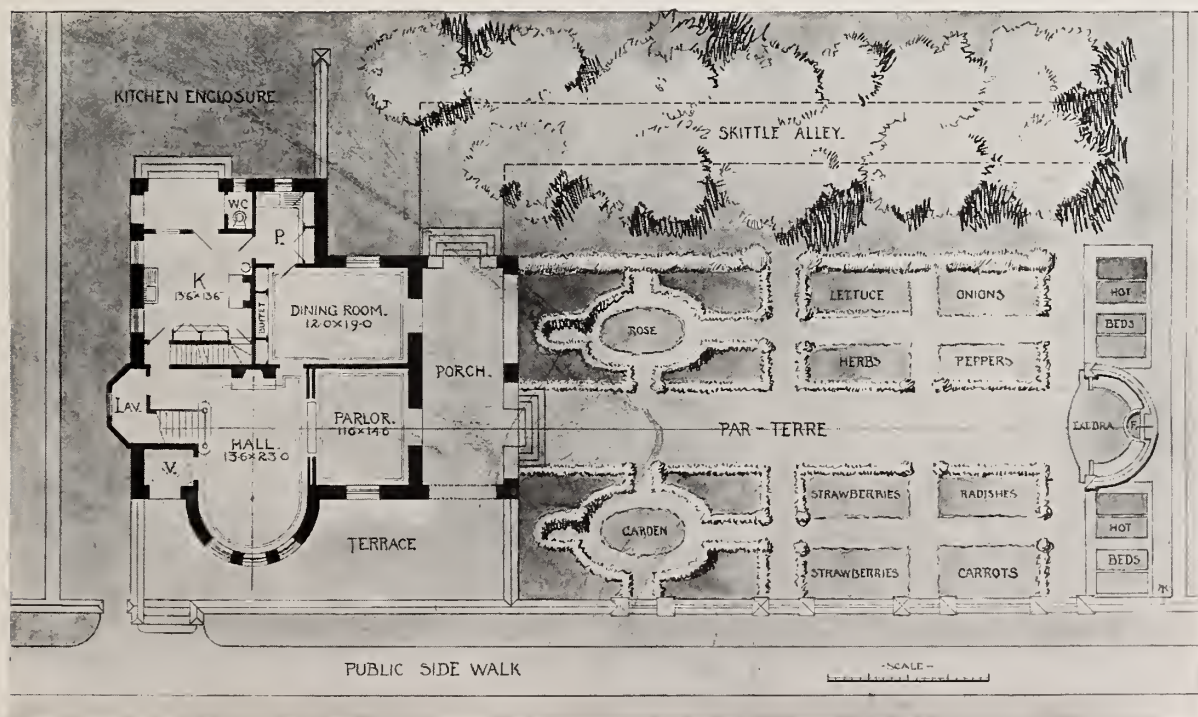 KITCHEN ENCLOSURE
SKITTLE ALLEY.
W.C
P.
K
13·6×13·6
BUFFET
DINING ROOM.
12·0×19·0
PORCH.
ROSE
LETTUCE
ONIONS
HERBS
PEPPERS
HOT
BEDS
LAV.
HALL.
13·6×23·0
PARLOR.
11·6×14·6
PAR-TERRE
F.
V.
TERRACE
GARDEN
STRAWBERRIES
RADISHES
STRAWBERRIES
CARROTS
HOT
BEDS
PUBLIC SIDE WALK
-SCALE-